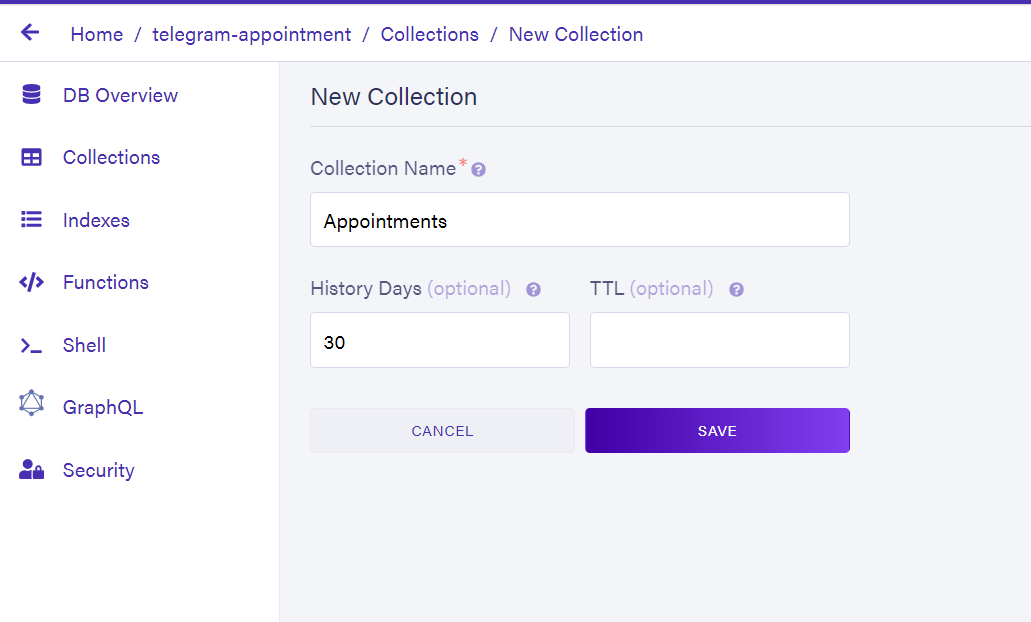 Home / telegram-appointment / Collections / New Collection
DB Overview
Collections
Indexes
Functions
Shell
GraphQL
Security
New Collection
Collection Name* ?
Appointments
History Days (optional) ? TTL (optional) ?
30
CANCEL SAVE